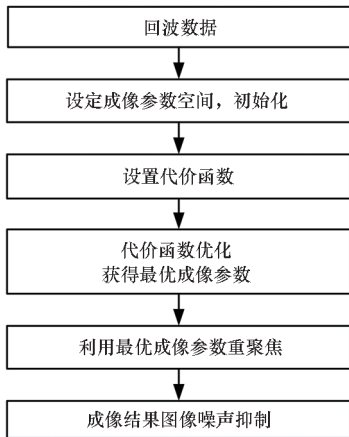 回波数据
设定成像参数空间，初始化
设置代价函数
代价函数优化
获得最优成像参数
利用最优成像参数重聚焦
成像结果图像噪声抑制